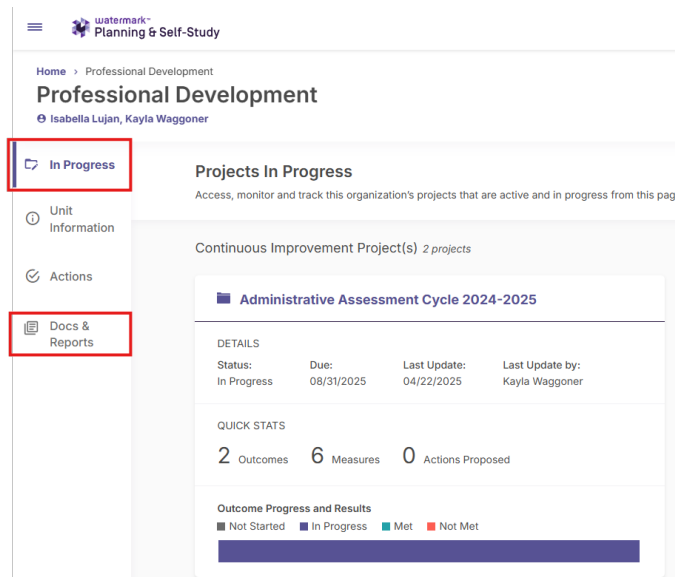 watermark™
Planning & Self-Study
Home › Professional Development
Professional Development
Isabella Lujan, Kayla Waggoner
In Progress
Unit
Information
Actions
Docs &
Reports
Projects In Progress
Access, monitor and track this organization's projects that are active and in progress from this pag
Continuous Improvement Project(s) 2 projects
Administrative Assessment Cycle 2024-2025
DETAILS
Status: Due: Last Update: Last Update by:
In Progress 08/31/2025 04/22/2025 Kayla Waggoner
QUICK STATS
2 Outcomes 6 Measures 0 Actions Proposed
Outcome Progress and Results
Not Started In Progress Met Not Met